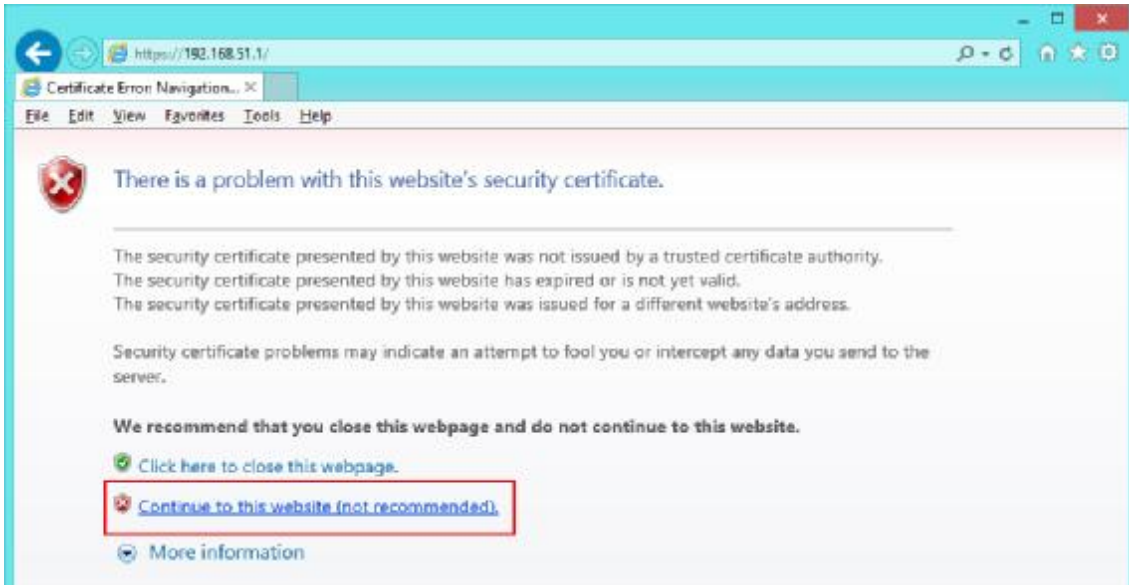 https://192.168.51.1/
Certificate Error: Navigation...
File Edit View Favorites Tools Help
There is a problem with this website's security certificate.
The security certificate presented by this website was not issued by a trusted certificate authority.
The security certificate presented by this website has expired or is not yet valid.
The security certificate presented by this website was issued for a different website's address.
Security certificate problems may indicate an attempt to fool you or intercept any data you send to the
server.
We recommend that you close this webpage and do not continue to this website.
Click here to close this webpage.
Continue to this website (not recommended).
More information